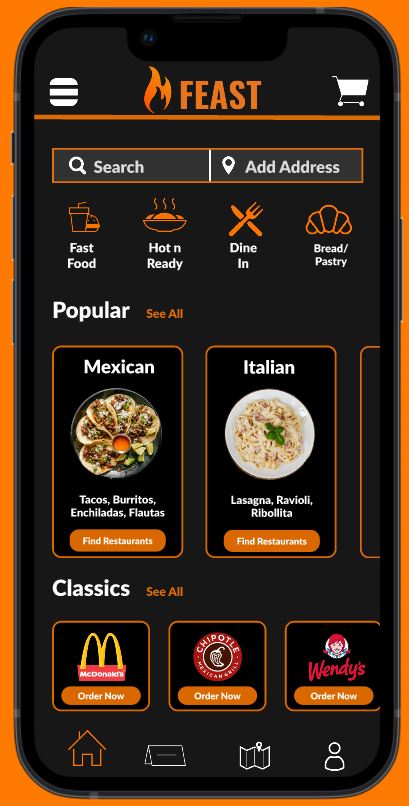 FEAST
Search
Add Address
Fast
Food
Hot n
Ready
Dine
In
Bread/
Pastry
Popular See All
Mexican
Tacos, Burritos,
Enchiladas, Flautas
Find Restaurants
Italian
Lasagna, Ravioli,
Ribollita
Find Restaurants
Classics See All
McDonald's
Order Now
CHIPOTLE
MEXICAN GRILL
Order Now
Wendy's
Order Now